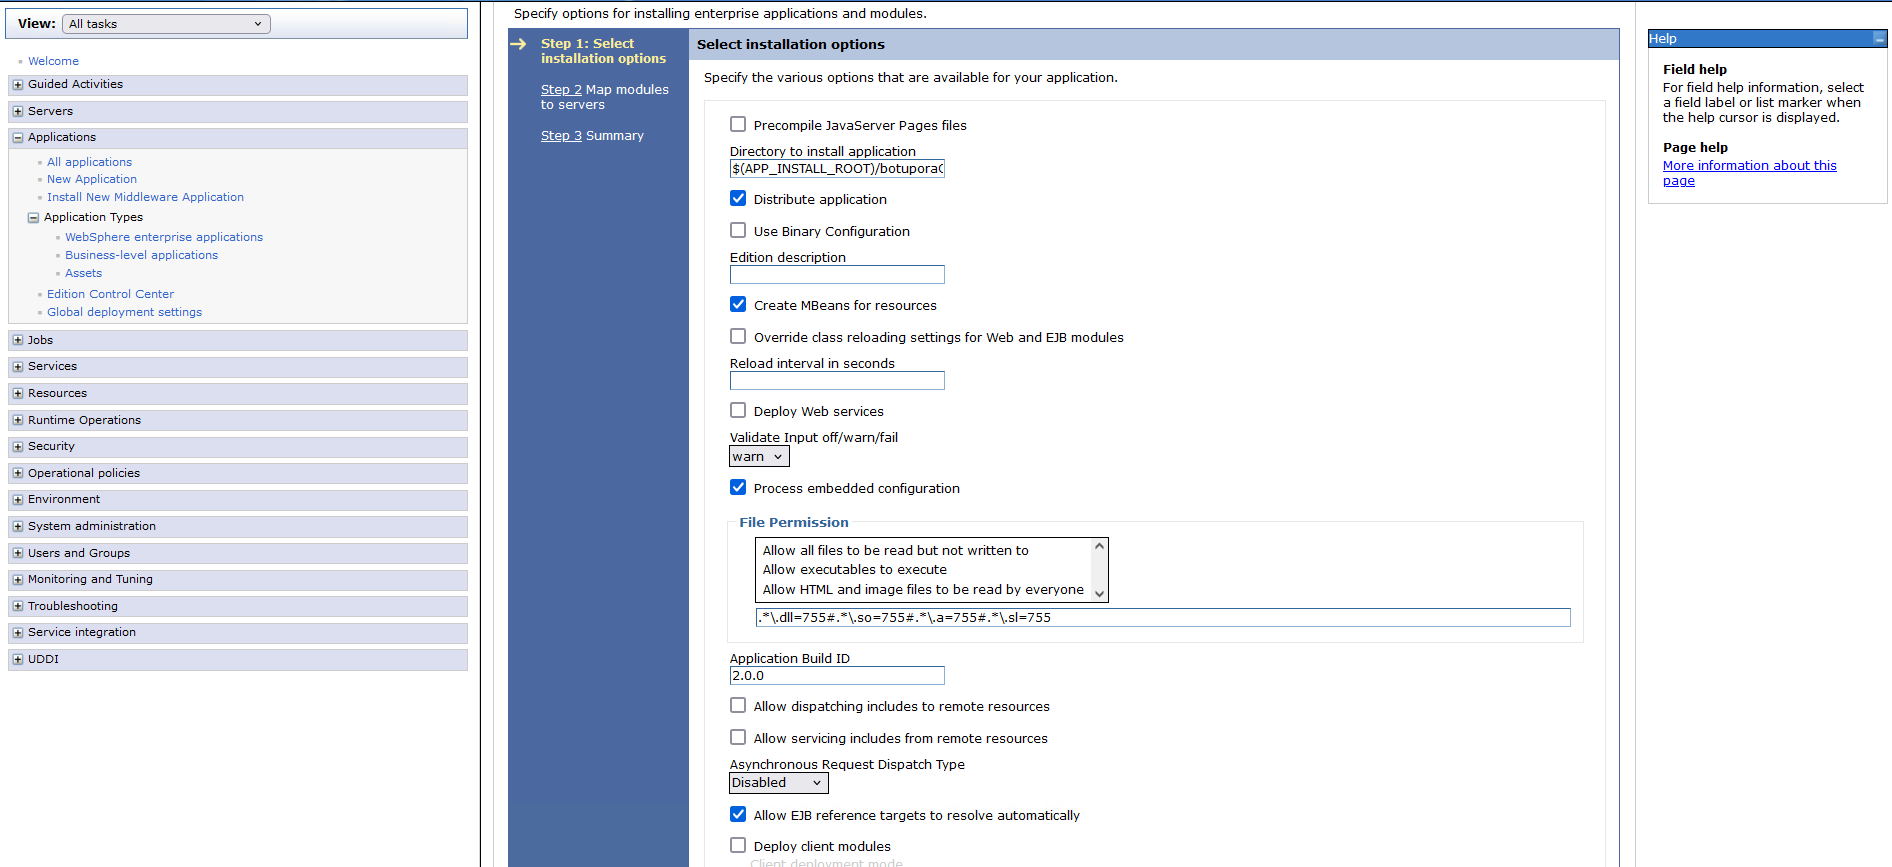 View: All tasks
Welcome
Guided Activities
Servers
Applications
All applications
New Application
Install New Middleware Application
Application Types
WebSphere enterprise applications
Business-level applications
Assets
Edition Control Center
Global deployment settings
Jobs
Services
Resources
Runtime Operations
Security
Operational policies
Environment
System administration
Users and Groups
Monitoring and Tuning
Troubleshooting
Service integration
UDDI
Specify options for installing enterprise applications and modules.
Step 1: Select
installation options
Step 2 Map modules
to servers
Step 3 Summary
Select installation options
Specify the various options that are available for your application.
Precompile JavaServer Pages files
Directory to install application
$(APP_INSTALL_ROOT)/botupora
Distribute application
Use Binary Configuration
Edition description
Create MBeans for resources
Override class reloading settings for Web and EJB modules
Reload interval in seconds
Deploy Web services
Validate Input off/warn/fail
warn
Process embedded configuration
File Permission
Allow all files to be read but not written to
Allow executables to execute
Allow HTML and image files to be read by everyone
.*\.dll=755#.*\.so=755#.*\.a=755#.*\.sl=755
Application Build ID
2.0.0
Allow dispatching includes to remote resources
Allow servicing includes from remote resources
Asynchronous Request Dispatch Type
Disabled
Allow EJB reference targets to resolve automatically
Deploy client modules
Client deployment mode
Help
Field help
For field help information, select
a field label or list marker when
the help cursor is displayed.
Page help
More information about this
page